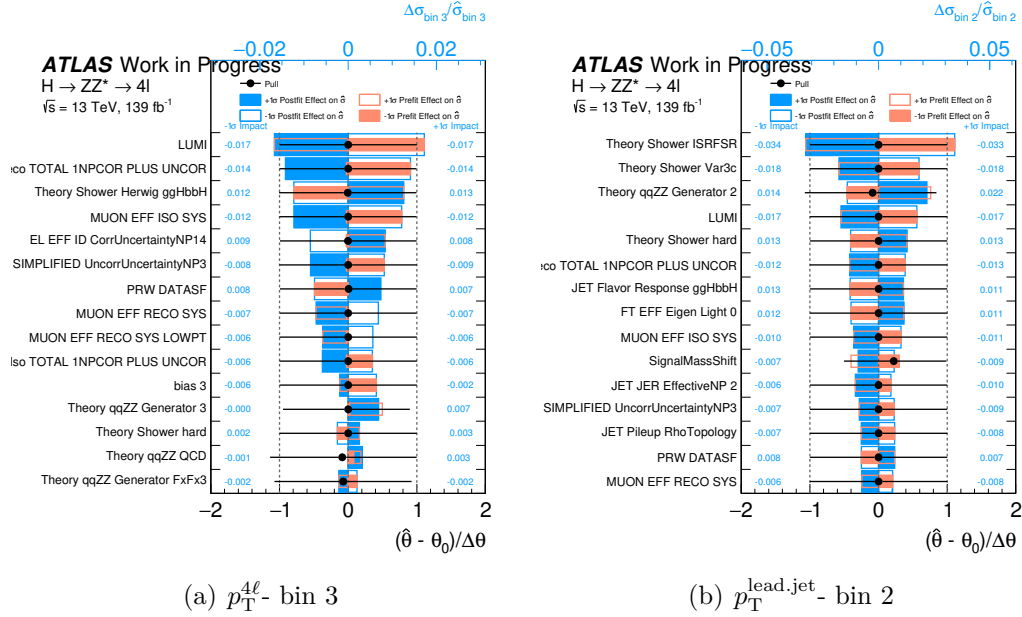 Δσbin 3/σ̂bin 3
−0.02 0 0.02
ATLAS Work in Progress
H → ZZ* → 4l
√s = 13 TeV, 139 fb-1
Pull
+1σ Postfit Effect on σ̂ +1σ Prefit Effect on σ̂
-1σ Postfit Effect on σ̂ -1σ Prefit Effect on σ̂
-1σ Impact +1σ Impact
LUMI -0.017 -0.017
eco TOTAL 1NPCOR PLUS UNCOR -0.014 -0.014
Theory Shower Herwig ggHbbH 0.012 0.013
MUON EFF ISO SYS -0.012 -0.012
EL EFF ID CorrUncertaintyNP14 0.009 0.008
SIMPLIFIED UncorrUncertaintyNP3 -0.008 -0.009
PRW DATASF 0.008 0.007
MUON EFF RECO SYS -0.007 -0.007
MUON EFF RECO SYS LOWPT -0.006 -0.006
Iso TOTAL 1NPCOR PLUS UNCOR -0.006 -0.006
bias 3 -0.006 -0.002
Theory qqZZ Generator 3 -0.000 0.007
Theory Shower hard 0.002 0.003
Theory qqZZ QCD -0.001 0.003
Theory qqZZ Generator FxFx3 -0.002 -0.002
−2 −1 0 1 2
(θ̂ - θ0)/Δθ
(a) pT4ℓ- bin 3
Δσbin 2/σ̂bin 2
−0.05 0 0.05
ATLAS Work in Progress
H → ZZ* → 4l
√s = 13 TeV, 139 fb-1
Pull
+1σ Postfit Effect on σ̂ +1σ Prefit Effect on σ̂
-1σ Postfit Effect on σ̂ -1σ Prefit Effect on σ̂
-1σ Impact +1σ Impact
Theory Shower ISRFSR -0.034 -0.033
Theory Shower Var3c -0.018 -0.018
Theory qqZZ Generator 2 0.014 0.022
LUMI -0.017 -0.017
Theory Shower hard 0.013 0.013
eco TOTAL 1NPCOR PLUS UNCOR -0.012 -0.013
JET Flavor Response ggHbbH 0.013 0.011
FT EFF Eigen Light 0 0.012 0.011
MUON EFF ISO SYS -0.010 -0.011
SignalMassShift -0.007 -0.009
JET JER EffectiveNP 2 -0.006 -0.010
SIMPLIFIED UncorrUncertaintyNP3 -0.007 -0.009
JET Pileup RhoTopology -0.007 -0.008
PRW DATASF 0.008 0.007
MUON EFF RECO SYS -0.006 -0.008
−2 −1 0 1 2
(θ̂ - θ0)/Δθ
(b) pTlead.jet- bin 2